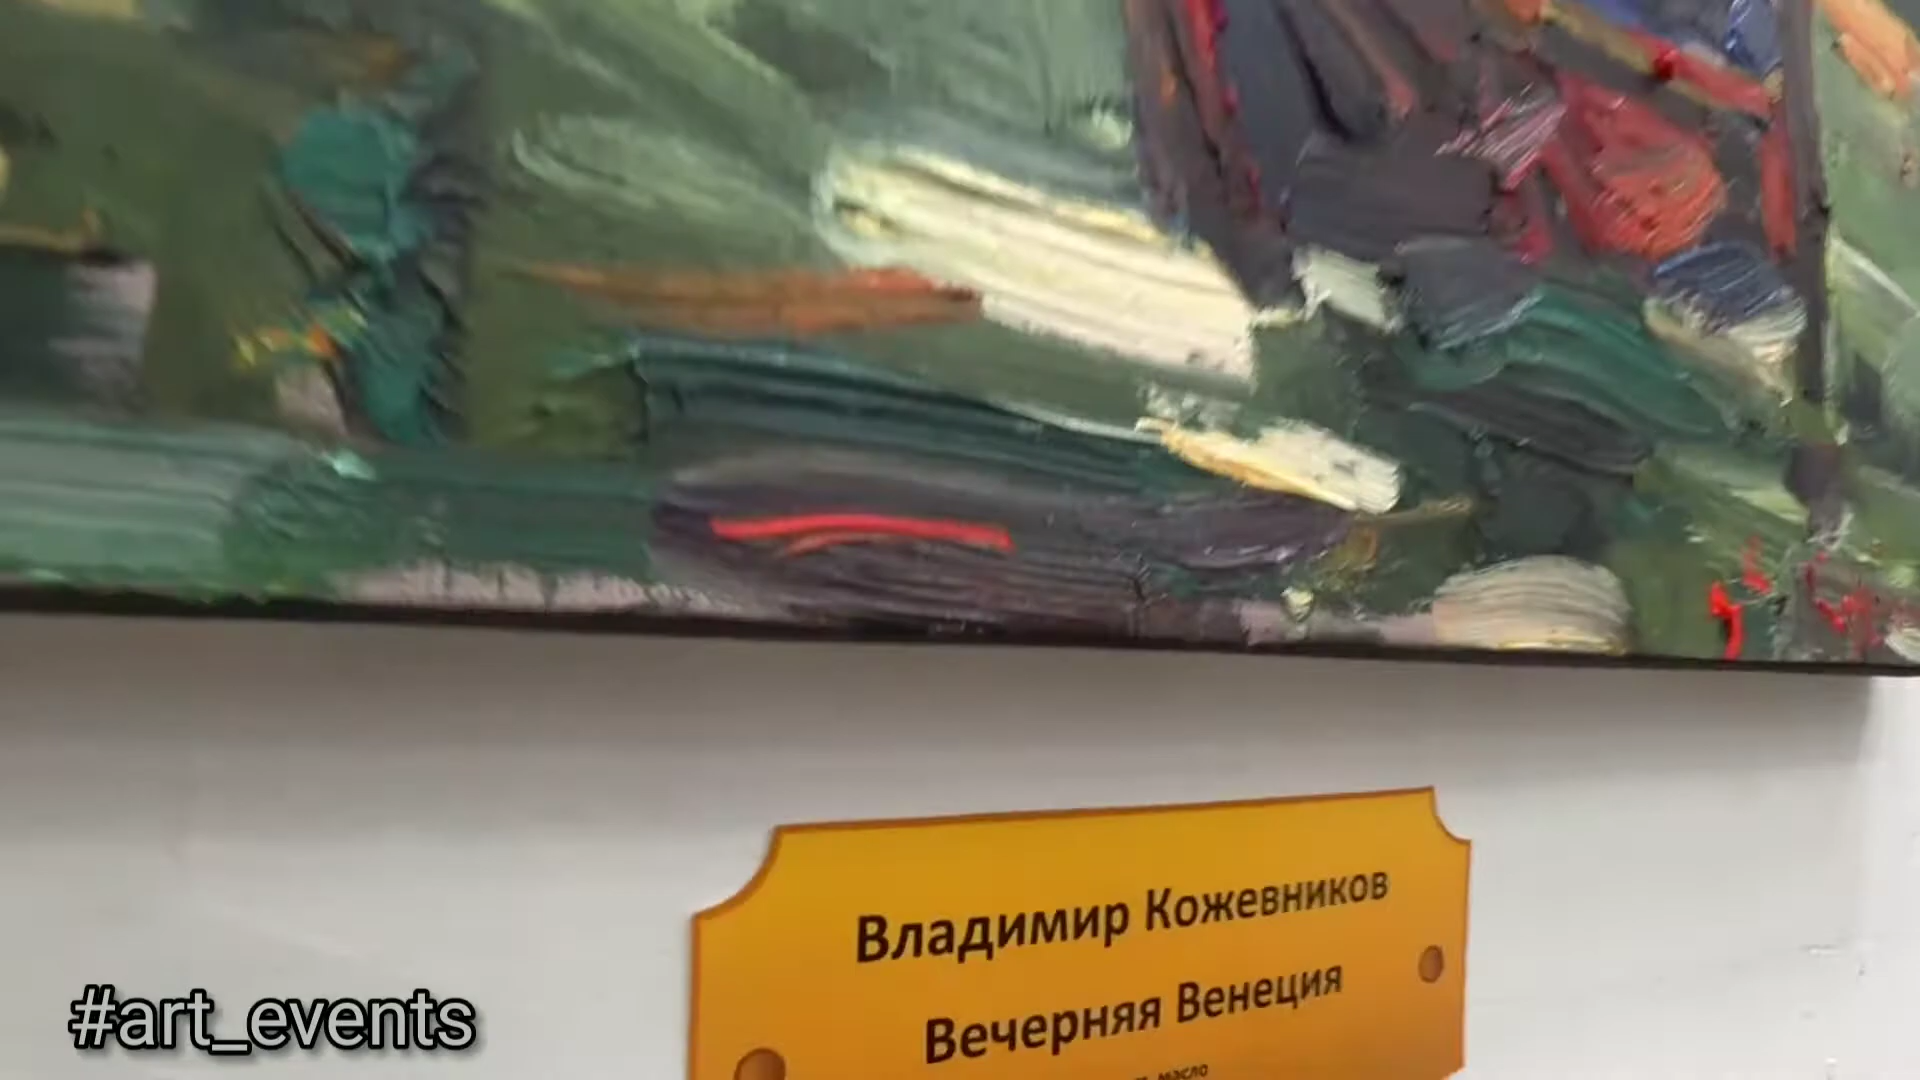 Владимир Кожевников
Вечерняя Венеция
масло
#art_events